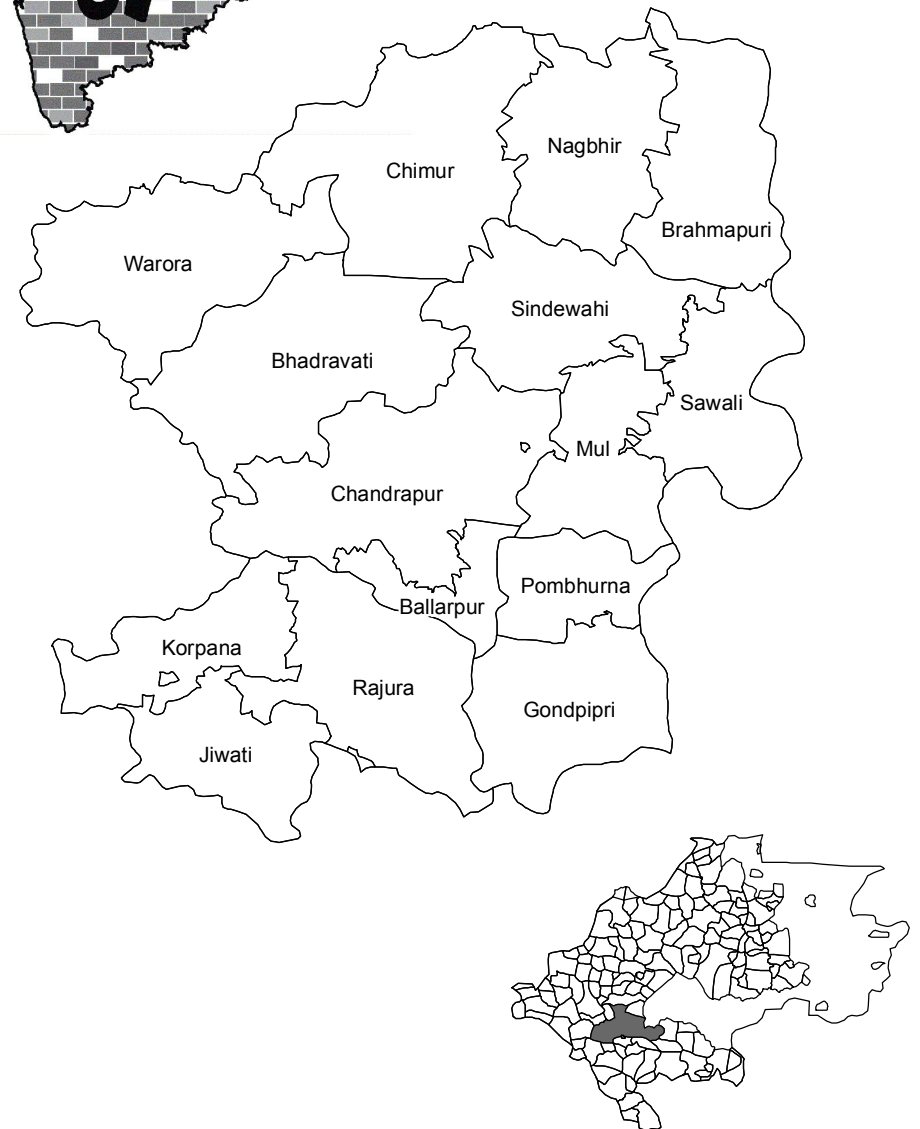 Nagbhir
Chimur
Brahmapuri
Warora
Sindewahi
Bhadravati
Sawali
Mul
Chandrapur
Pombhurna
Ballarpur
Korpana
Rajura
Gondpipri
Jiwati